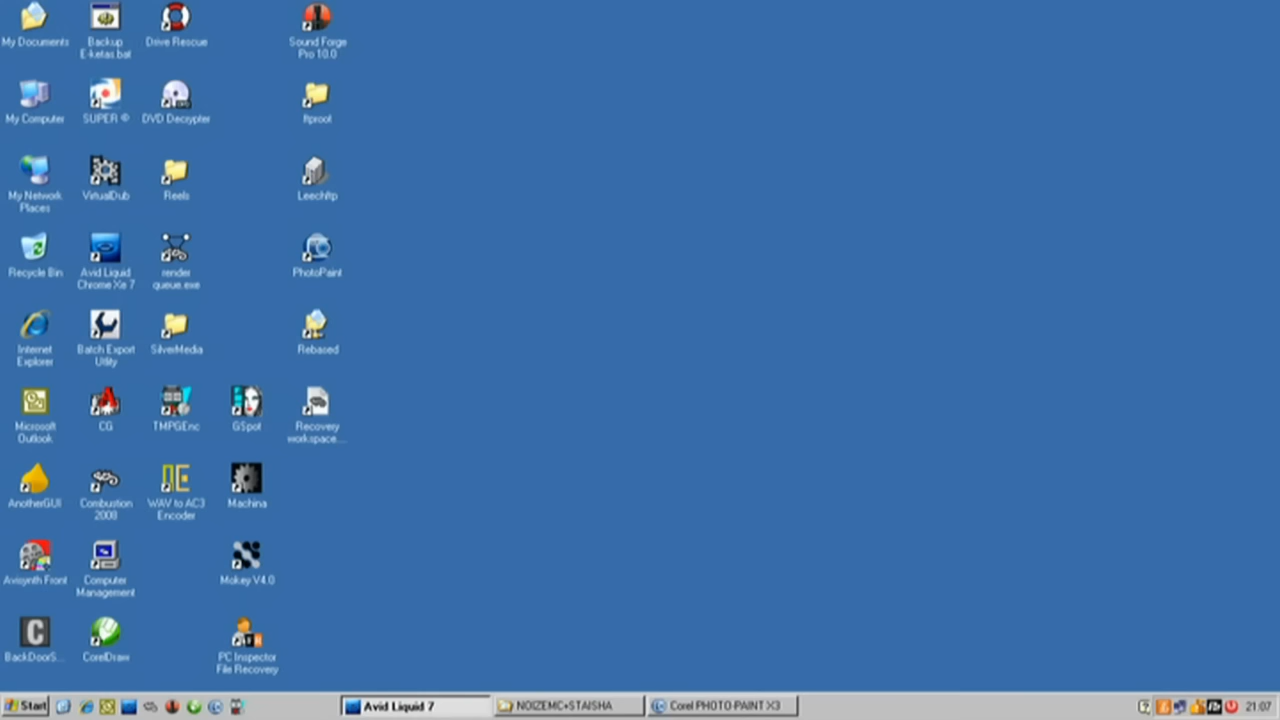 My Documents
Backup
E-ketas.bat
Drive Rescue
Sound Forge
Pro 10.0
My Computer
SUPER ©
DVD Decrypter
ftproot
My Network
Places
VirtualDub
Reels
Leechftp
Recycle Bin
Avid Liquid
Chrome Xe 7
render
queue.exe
PhotoPaint
Internet
Explorer
Batch Export
Utility
SilverMedia
Rebased
Microsoft
Outlook
CG
TMPGEnc
GSpot
Recovery
workspace...
AnotherGUI
Combustion
2008
WAV to AC3
Encoder
Machina
Avisynth Front
Computer
Management
Mokey V4.0
BackDoorS...
CorelDraw
PC Inspector
File Recovery
Start
Avid Liquid 7
NOIZEMC+STAISHA
Corel PHOTO-PAINT X3
21:07